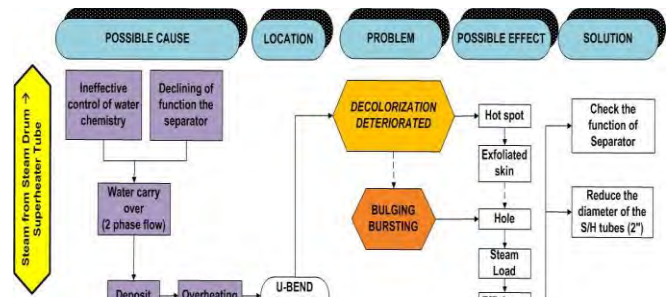 POSSIBLE CAUSE
LOCATION
PROBLEM
POSSIBLE EFFECT
SOLUTION
Steam from Steam Drum →
Superheater Tube
Ineffective
control of water
chemistry
Declining of
function the
separator
Water carry
over
(2 phase flow)
Deposit
Overheating
U-BEND
DECOLORIZATION
DETERIORATED
BULGING
BURSTING
Hot spot
Exfoliated
skin
Hole
Steam
Load
Check the
function of
Separator
Reduce the
diameter of the
S/H tubes (2")